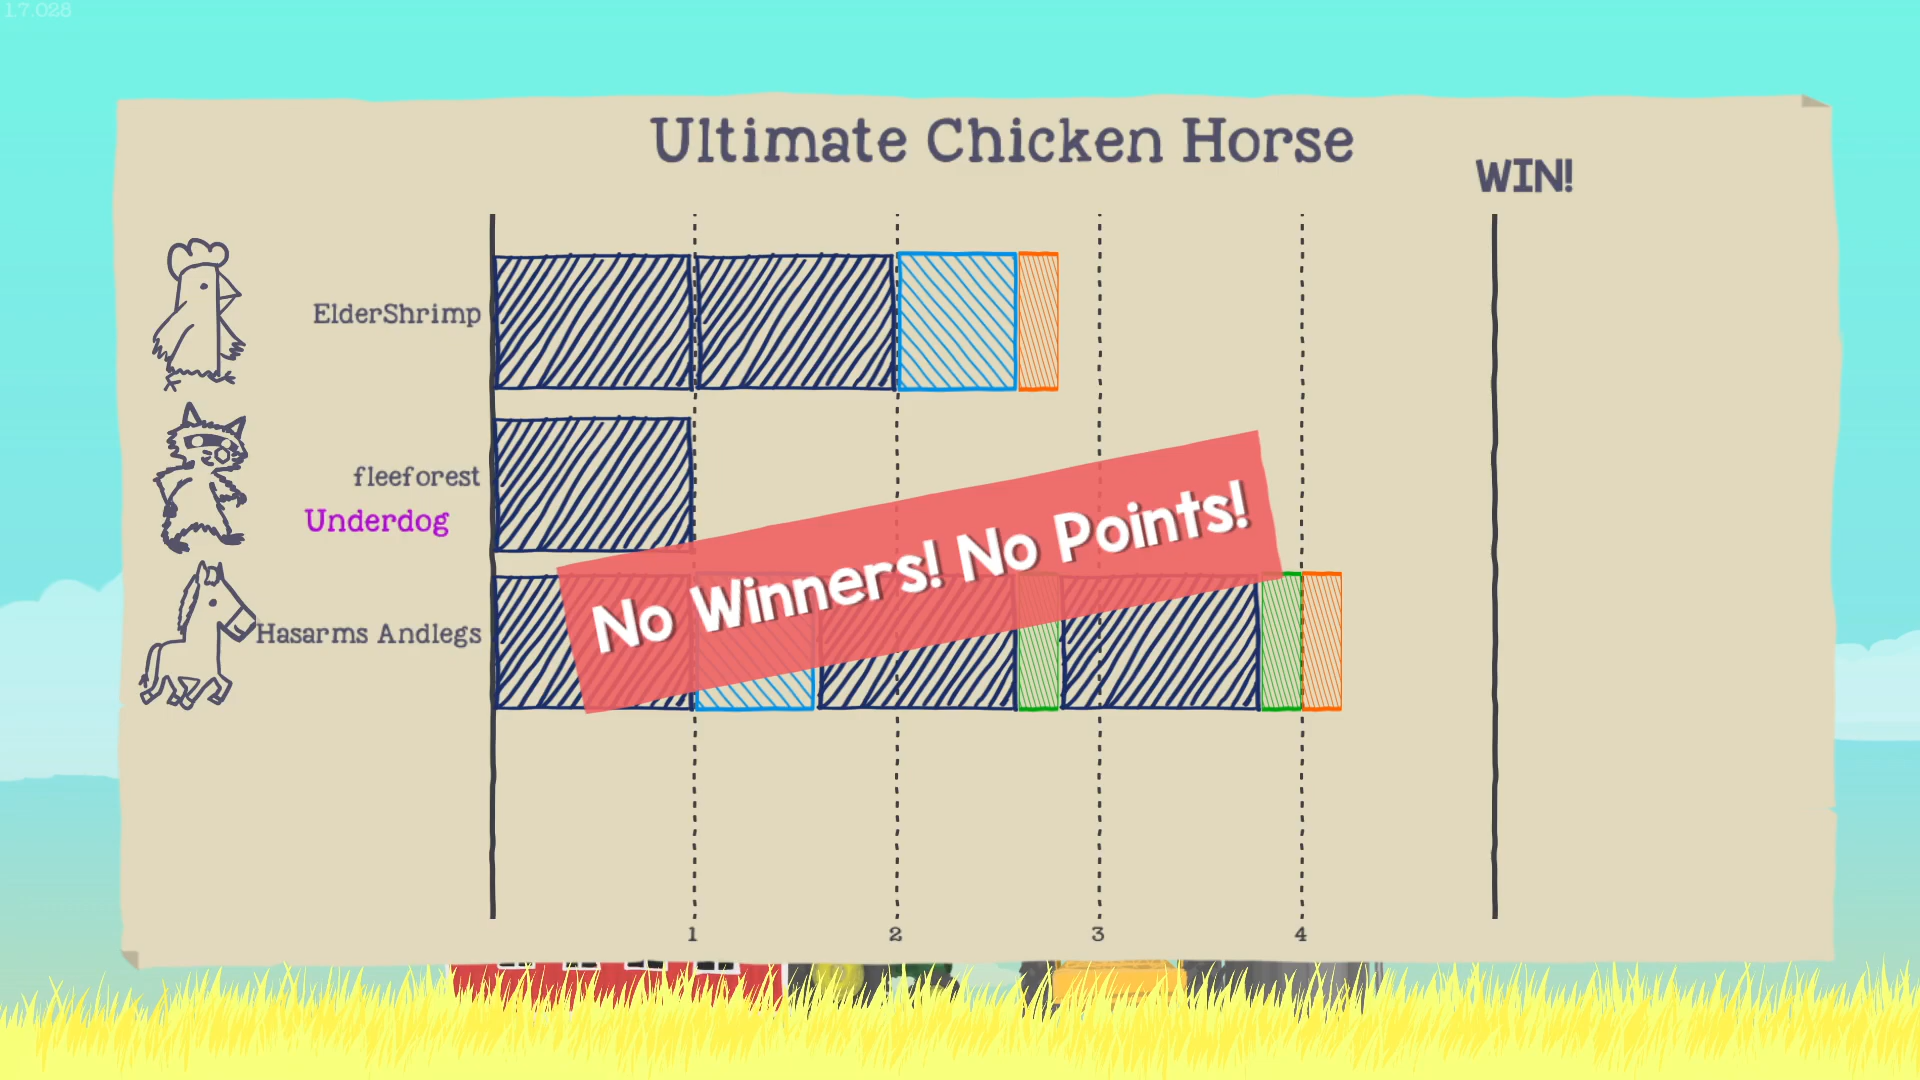 1.7.028
Ultimate Chicken Horse
WIN!
ElderShrimp
fleeforest
Underdog
No Winners! No Points!
Hasarms Andlegs
1 2 3 4